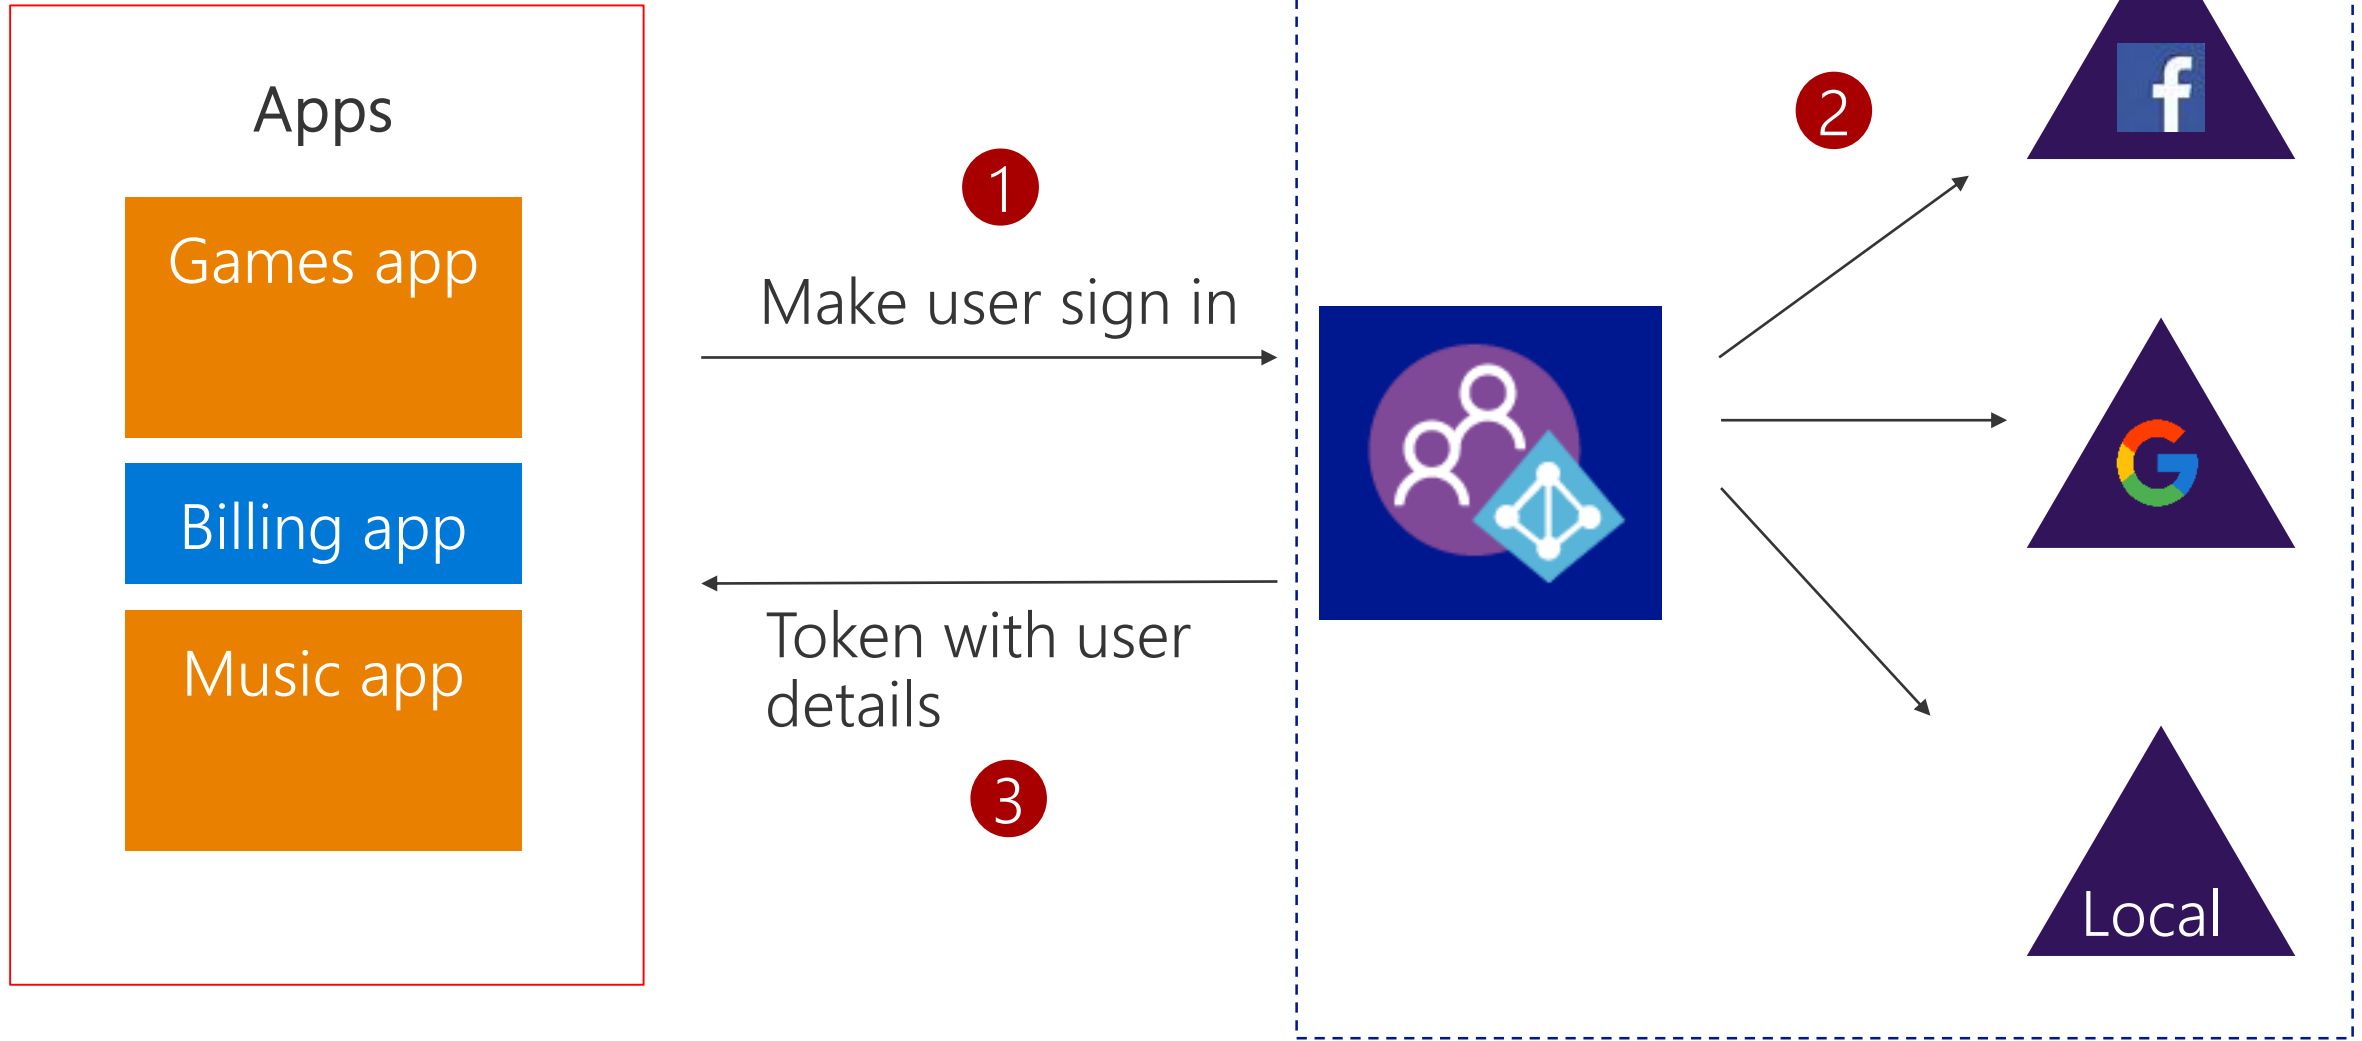 Apps
Games app
Billing app
Music app
1
Make user sign in
Token with user
details
3
2
f
G
Local